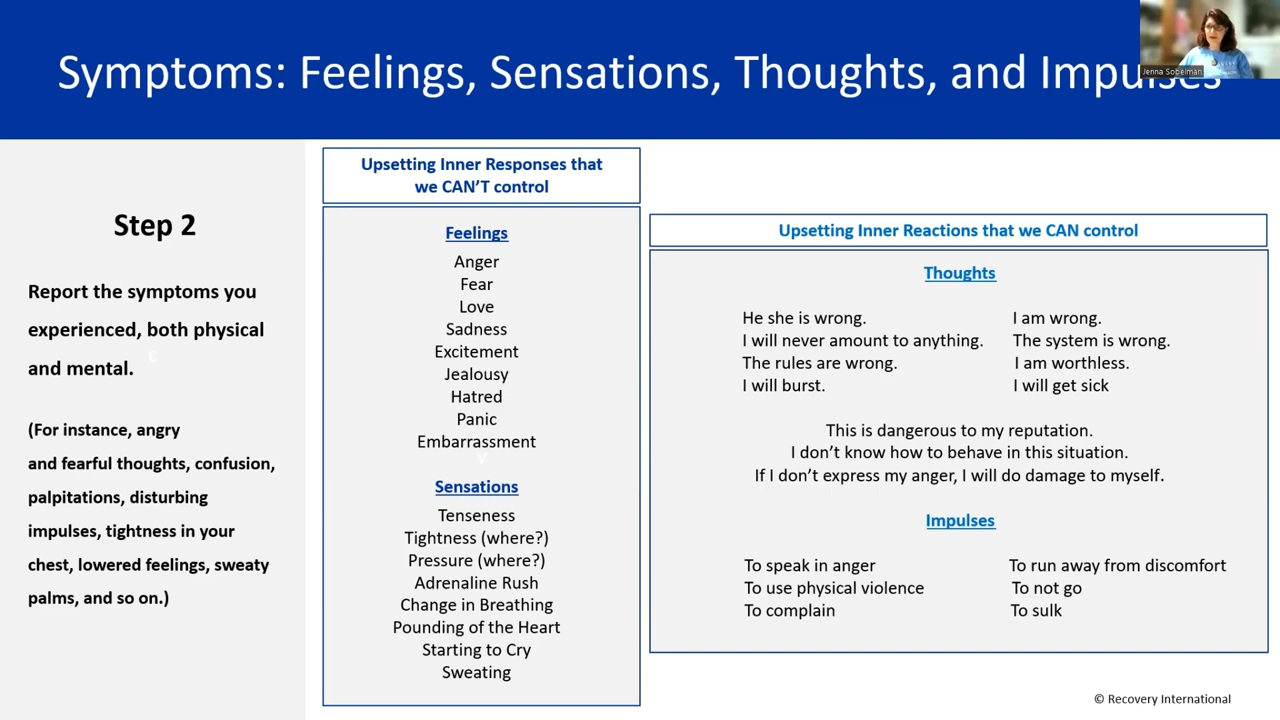 Symptoms: Feelings, Sensations, Thoughts, and Impulses
Jenna Sobelman
Step 2
Report the symptoms you
experienced, both physical
and mental.
c
(For instance, angry
and fearful thoughts, confusion,
palpitations, disturbing
impulses, tightness in your
chest, lowered feelings, sweaty
palms, and so on.)
Upsetting Inner Responses that
we CAN'T control
Feelings
Anger
Fear
Love
Sadness
Excitement
Jealousy
Hatred
Panic
Embarrassment
v
Sensations
Tenseness
Tightness (where?)
Pressure (where?)
Adrenaline Rush
Change in Breathing
Pounding of the Heart
Starting to Cry
Sweating
Upsetting Inner Reactions that we CAN control
Thoughts
He she is wrong. I am wrong.
I will never amount to anything. The system is wrong.
The rules are wrong. I am worthless.
I will burst. I will get sick
This is dangerous to my reputation.
I don't know how to behave in this situation.
If I don't express my anger, I will do damage to myself.
Impulses
To speak in anger To run away from discomfort
To use physical violence To not go
To complain To sulk
© Recovery International